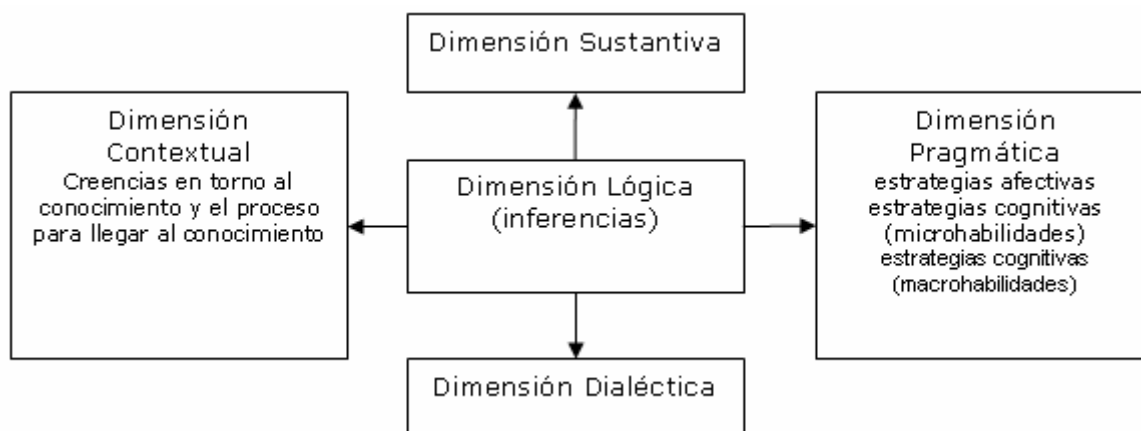 Dimensión Sustantiva
Dimensión
Contextual
Creencias en torno al
conocimiento y el proceso
para llegar al conocimiento
Dimensión Lógica
(inferencias)
Dimensión
Pragmática
estrategias afectivas
estrategias cognitivas
(microhabilidades)
estrategias cognitivas
(macrohabilidades)
Dimensión Dialéctica